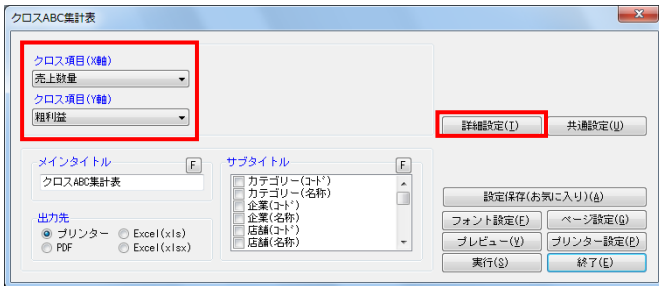 クロスABC集計表
クロス項目(X軸)
売上数量
クロス項目(Y軸)
粗利益
詳細設定(T) 共通設定(U)
メインタイトル F
クロスABC集計表
サブタイトル F
カテゴリー(コード)
カテゴリー(名称)
企業(コード)
企業(名称)
店舗(コード)
店舗(名称)
出力先
プリンター Excel(xls)
PDF Excel(xlsx)
設定保存(お気に入り)(A)
フォント設定(F) ページ設定(G)
プレビュー(V) プリンター設定(P)
実行(S) 終了(E)